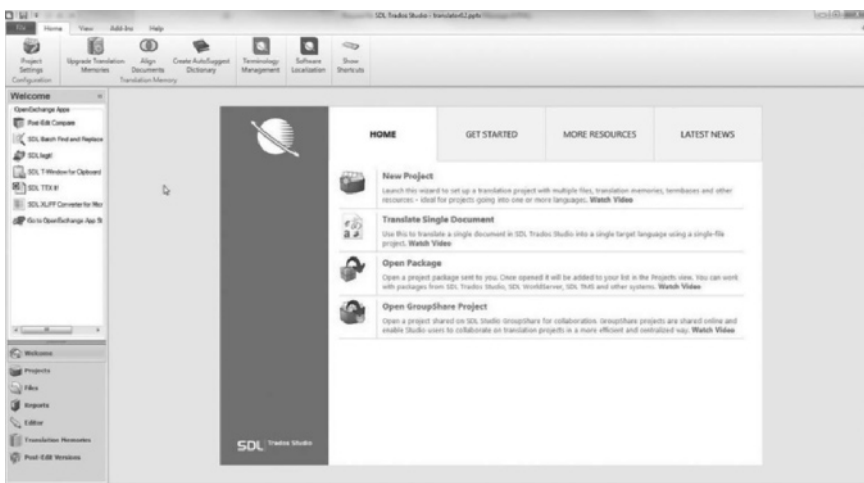 SDL Trados Studio - translator02.pptx
File Home View Add-Ins Help
Project Settings
Upgrade Translation Memories
Align Documents
Create AutoSuggest Dictionary
Terminology Management
Software Localization
Show Shortcuts
Configuration
Translation Memory
Welcome
OpenExchange Apps
Post-Edit Compare
SDL Batch Find and Replace
SDL T-Window for Clipboard
SDL TTX It!
SDL XLIFF Converter for Micr
Go to OpenExchange App St
Welcome
Projects
Files
Reports
Editor
Translation Memories
Post-Edit Versions
HOME GET STARTED MORE RESOURCES LATEST NEWS
New Project
Launch this wizard to set up a translation project with multiple files, translation memories, termbases and other
resources - ideal for projects going into one or more languages. Watch Video
Translate Single Document
Use this to translate a single document in SDL Trados Studio into a single target language using a single-file
project. Watch Video
Open Package
Open a project package sent to you. Once opened it will be added to your list in the Projects view. You can work
with packages from SDL Trados Studio, SDL WorldServer, SDL TMS and other systems. Watch Video
Open GroupShare Project
Open a project shared on SDL Studio GroupShare for collaboration. GroupShare projects are shared online and
enable Studio users to collaborate on translation projects in a more efficient and centralized way. Watch Video
SDL Trados Studio